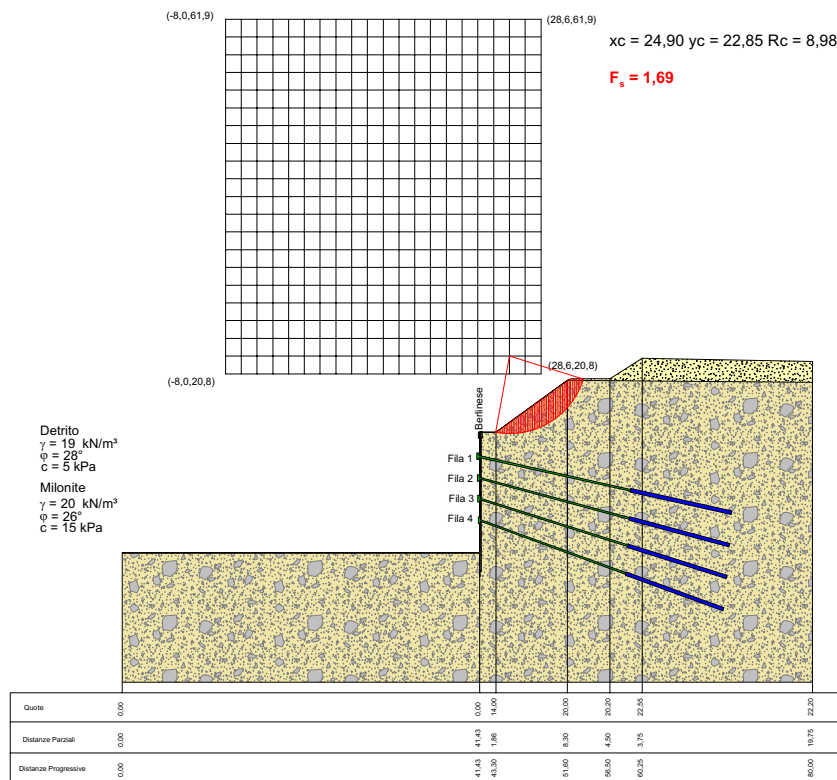 (-8,0,61,9)
(28,6,61,9)
xc = 24,90 yc = 22,85 Rc = 8,98
Fs = 1,69
(-8,0,20,8)
(28,6,20,8)
Berlinese
Detrito
γ = 19 kN/m³
φ = 28°
c = 5 kPa
Milonite
γ = 20 kN/m³
φ = 26°
c = 15 kPa
Fila 1
Fila 2
Fila 3
Fila 4
Quote 0,00 0,00 14,00 20,00 20,20 22,55 22,20
Distanze Parziali 0,00 41,43 1,86 8,30 4,50 3,75 19,75
Distanze Progressive 0,00 41,43 43,30 51,60 56,50 60,25 80,00